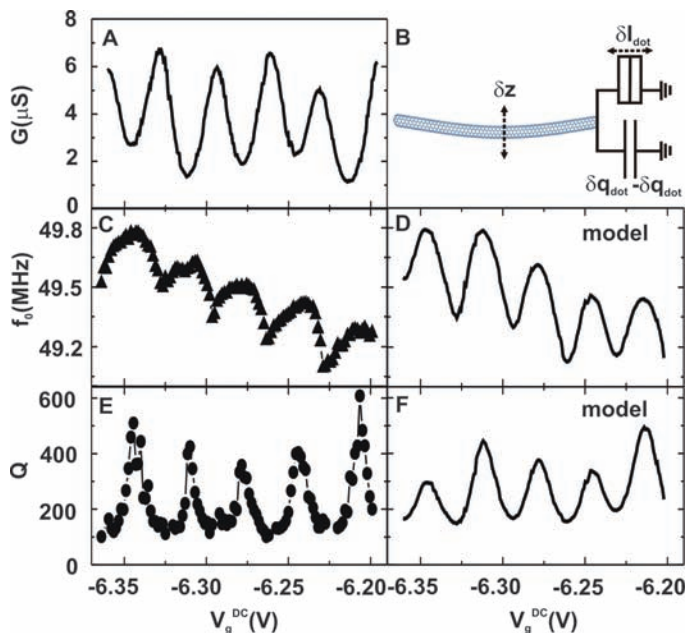 A
G(μS)
8
6
4
2
0
B
δI_dot
δz
δq_dot -δq_dot
C
f_0(MHz)
49.8
49.5
49.2
D
model
E
Q
600
400
200
0
-6.35 -6.30 -6.25 -6.20
V_g^DC(V)
F
model
-6.35 -6.30 -6.25 -6.20
V_g^DC(V)